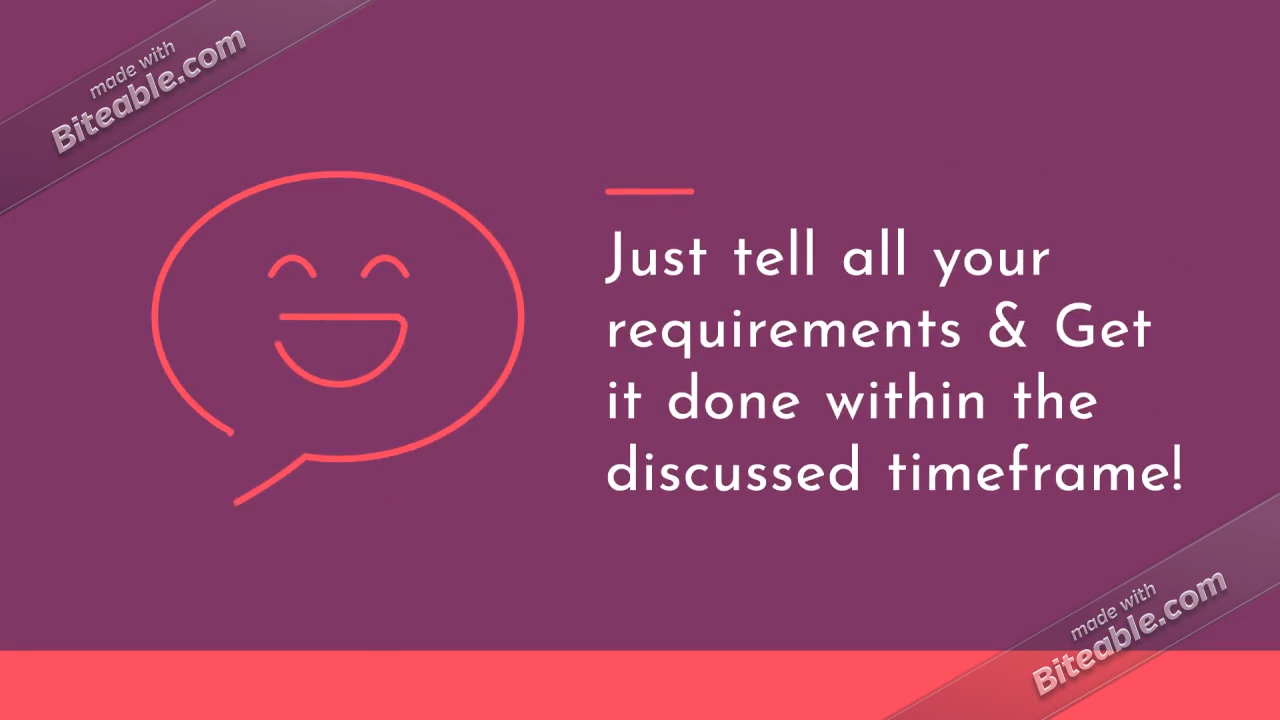 made with
Biteable.com
Just tell all your
requirements & Get
it done within the
discussed timeframe!
made with
Biteable.com